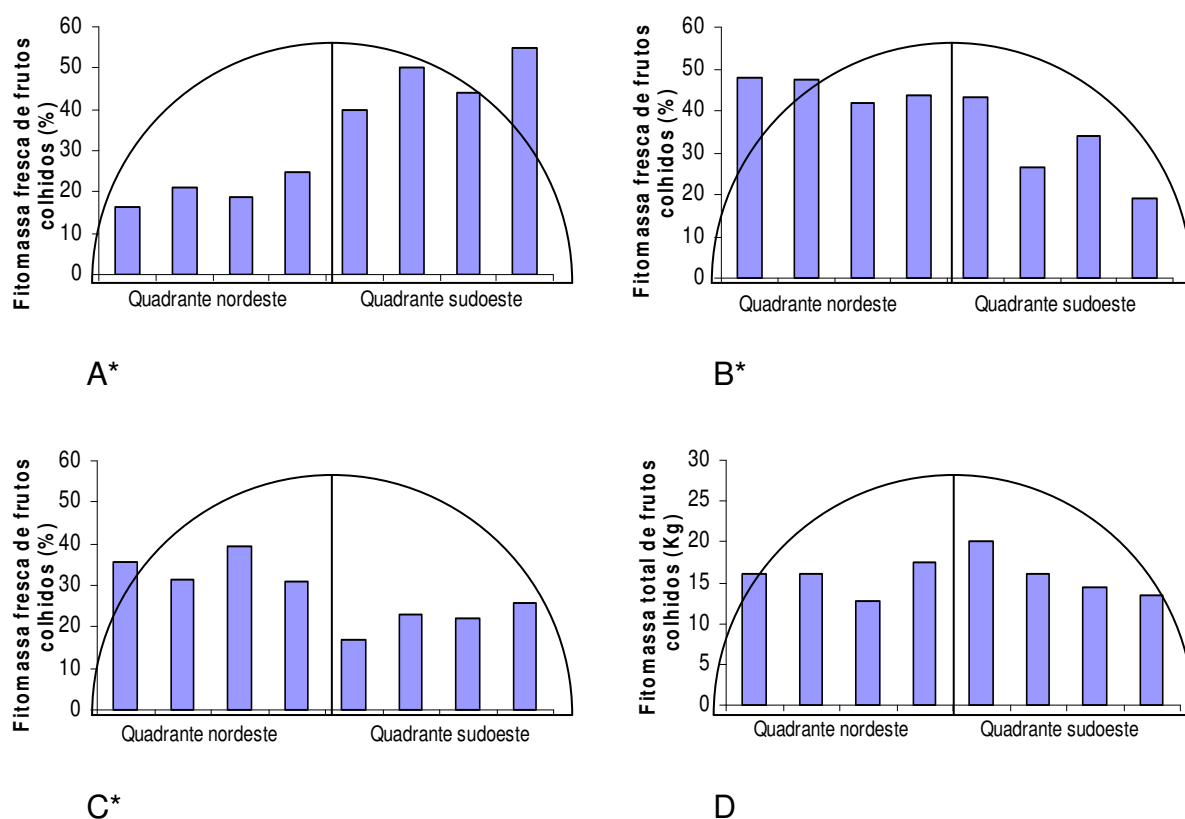 Fitomassa fresca de frutos
colhidos (%)
60
50
40
30
20
10
0
Quadrante nordeste
Quadrante sudoeste
A*
Fitomassa fresca de frutos
colhidos (%)
60
50
40
30
20
10
0
Quadrante nordeste
Quadrante sudoeste
B*
Fitomassa fresca de frutos
colhidos (%)
60
50
40
30
20
10
0
Quadrante nordeste
Quadrante sudoeste
C*
Fitomassa total de frutos
colhidos (Kg)
30
25
20
15
10
5
0
Quadrante nordeste
Quadrante sudoeste
D